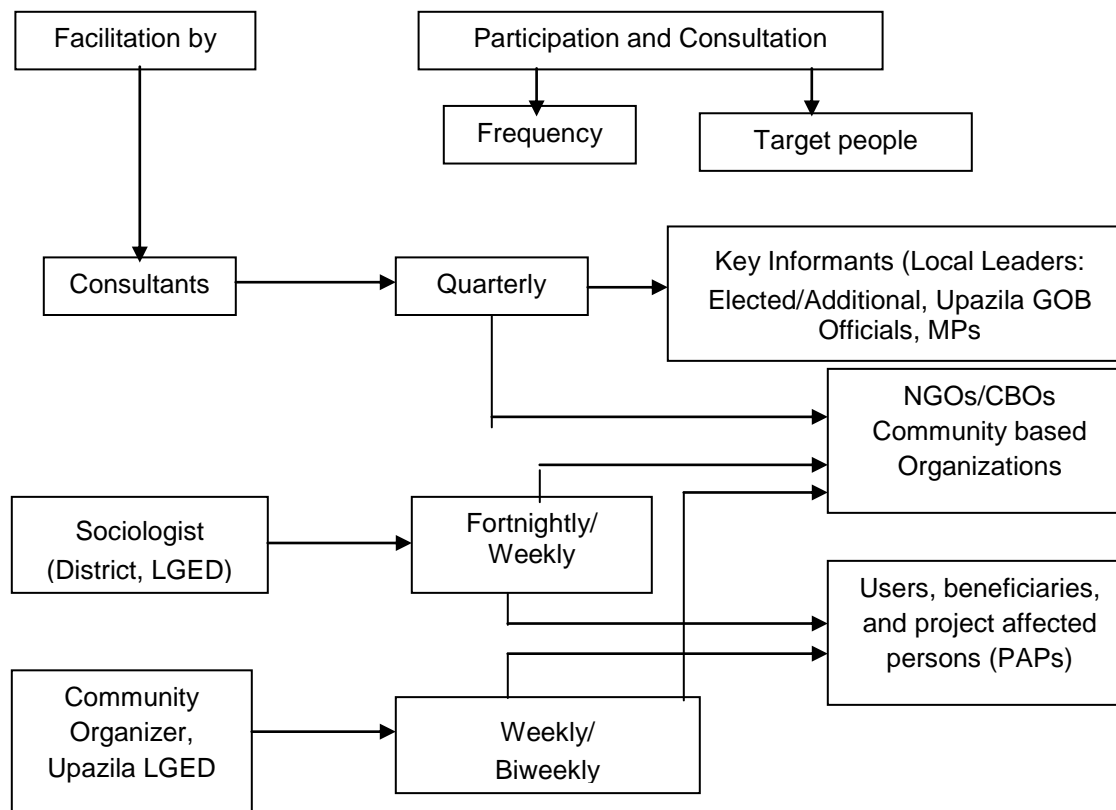 Facilitation by
Participation and Consultation
Frequency
Target people
Consultants
Quarterly
Key Informants (Local Leaders:
Elected/Additional, Upazila GOB
Officials, MPs
NGOs/CBOs
Community based
Organizations
Sociologist
(District, LGED)
Fortnightly/
Weekly
Users, beneficiaries,
and project affected
persons (PAPs)
Community
Organizer,
Upazila LGED
Weekly/
Biweekly